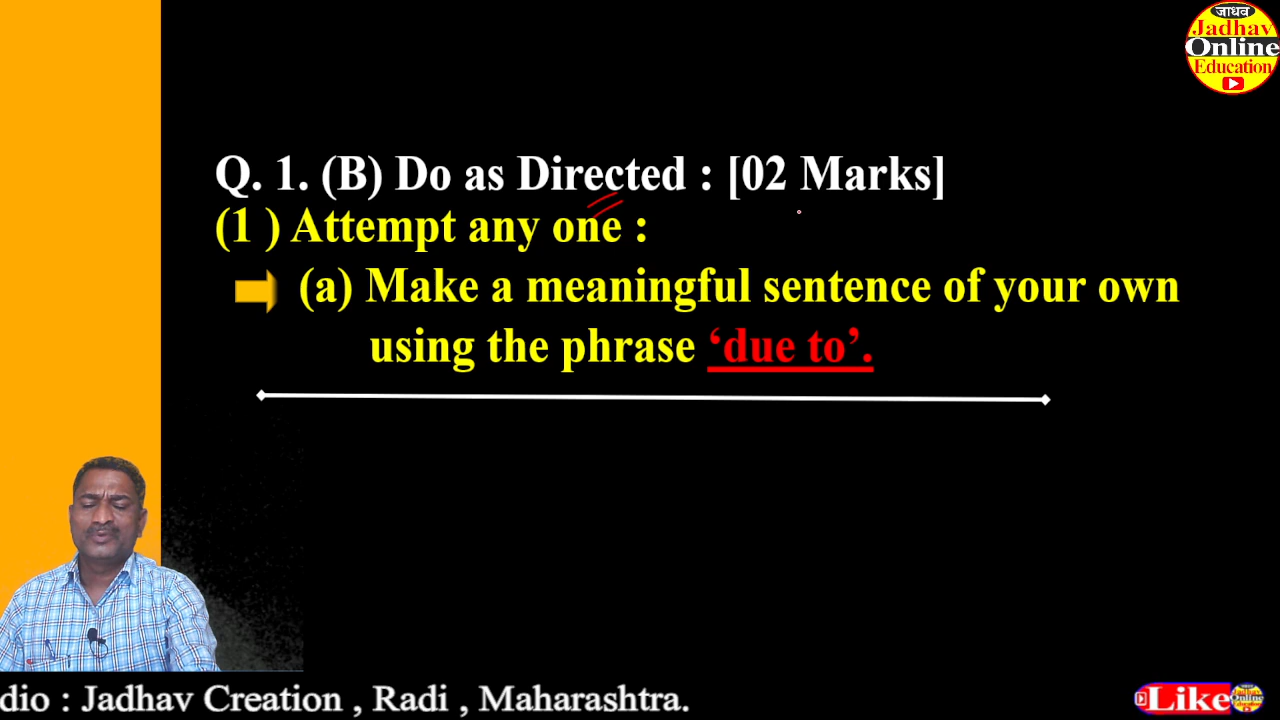 जाधव
Jadhav
Online
Education
Q. 1. (B) Do as Directed : [02 Marks]
(1 ) Attempt any one :
(a) Make a meaningful sentence of your own
using the phrase ‘due to’.
dio : Jadhav Creation , Radi , Maharashtra.
Like